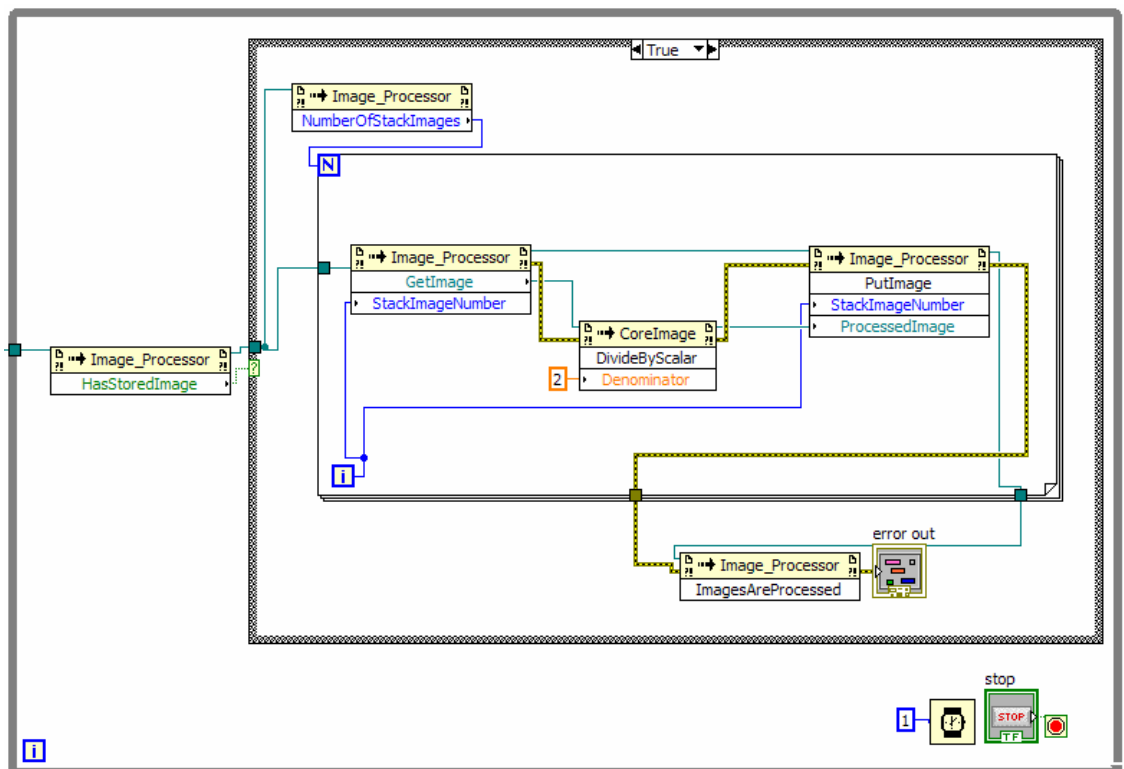 True
Image_Processor
NumberOfStackImages
N
Image_Processor
GetImage
StackImageNumber
Image_Processor
PutImage
StackImageNumber
ProcessedImage
CoreImage
DivideByScalar
2
Denominator
Image_Processor
HasStoredImage
?
i
error out
Image_Processor
ImagesAreProcessed
stop
1
STOP
TF
i